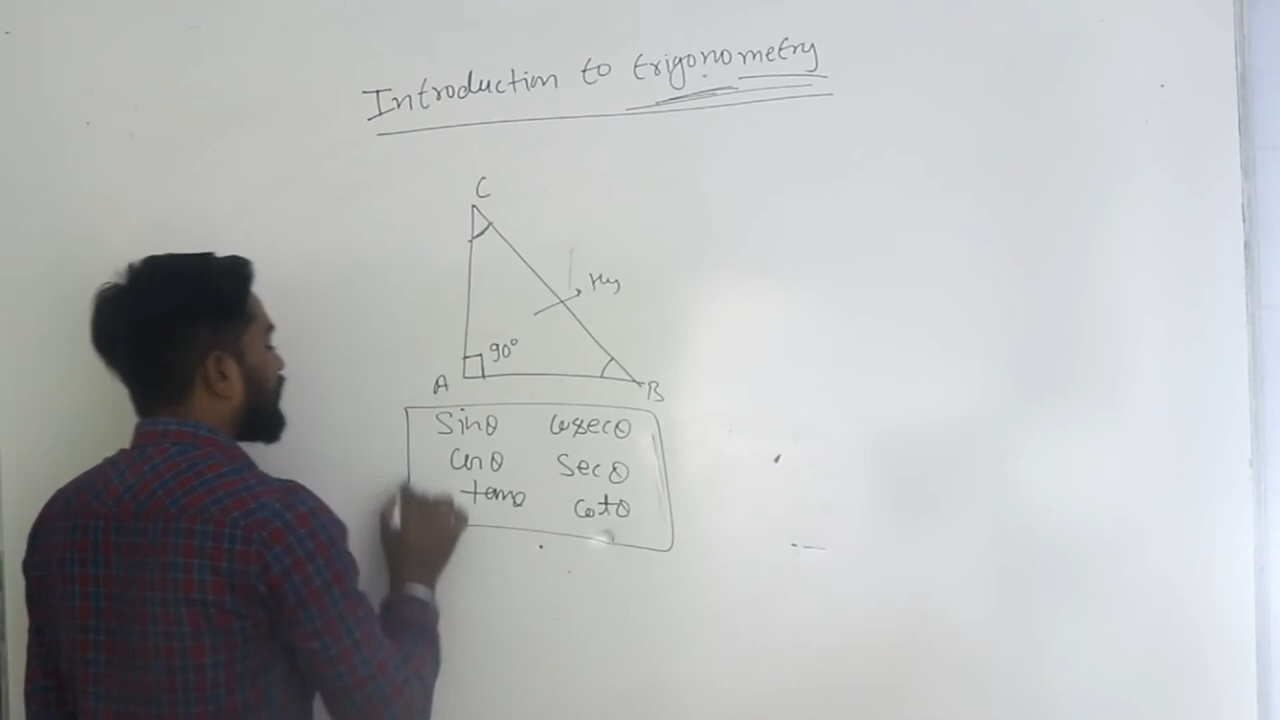 Introduction to trigonometry
C
Hy
90°
A
B
Sinθ cosecθ
cosθ Secθ
tanθ cotθ